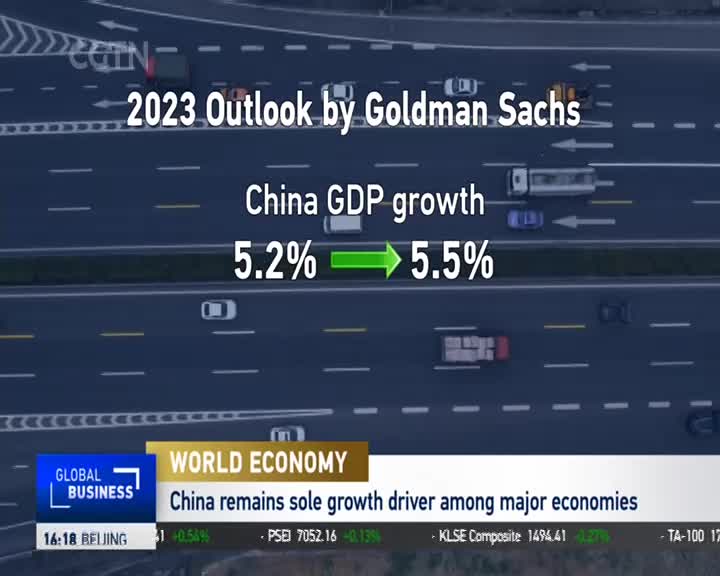 CGTN
2023 Outlook by Goldman Sachs
China GDP growth
5.2% 5.5%
WORLD ECONOMY
GLOBAL
BUSINESS
China remains sole growth driver among major economies
16:18 BEIJING 41 +0.54% · PSEI 7052.16 +0.13% · KLSE Composite 1494.41 -0.27% · TA-100